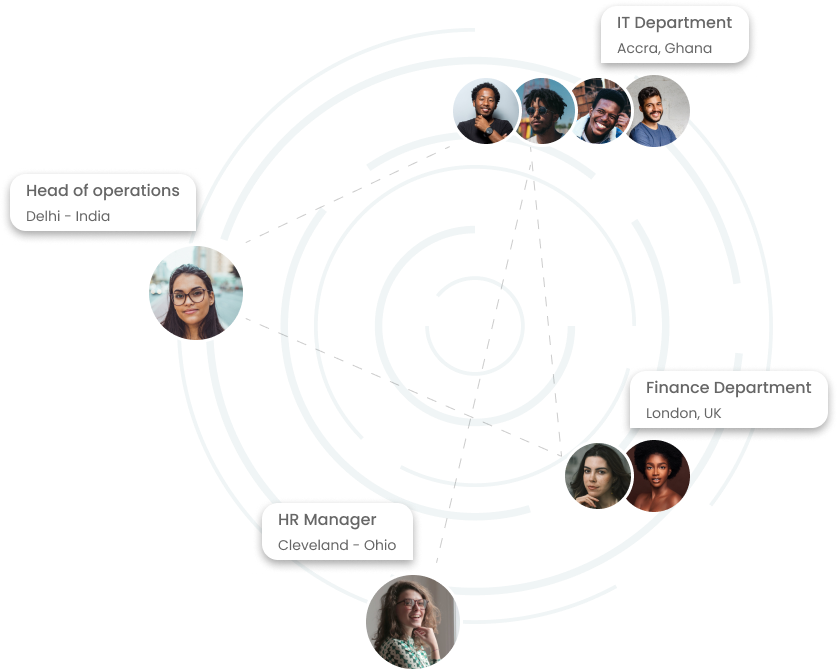 IT Department
Accra, Ghana
Head of operations
Delhi - India
Finance Department
London, UK
HR Manager
Cleveland - Ohio